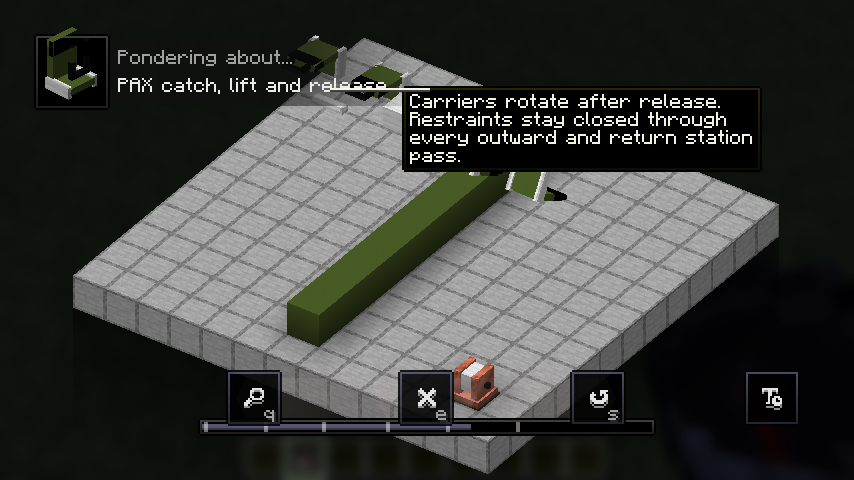 Pondering about...
PAX catch, lift and release
Carriers rotate after release.
Restraints stay closed through
every outward and return station
pass.
q
e
s